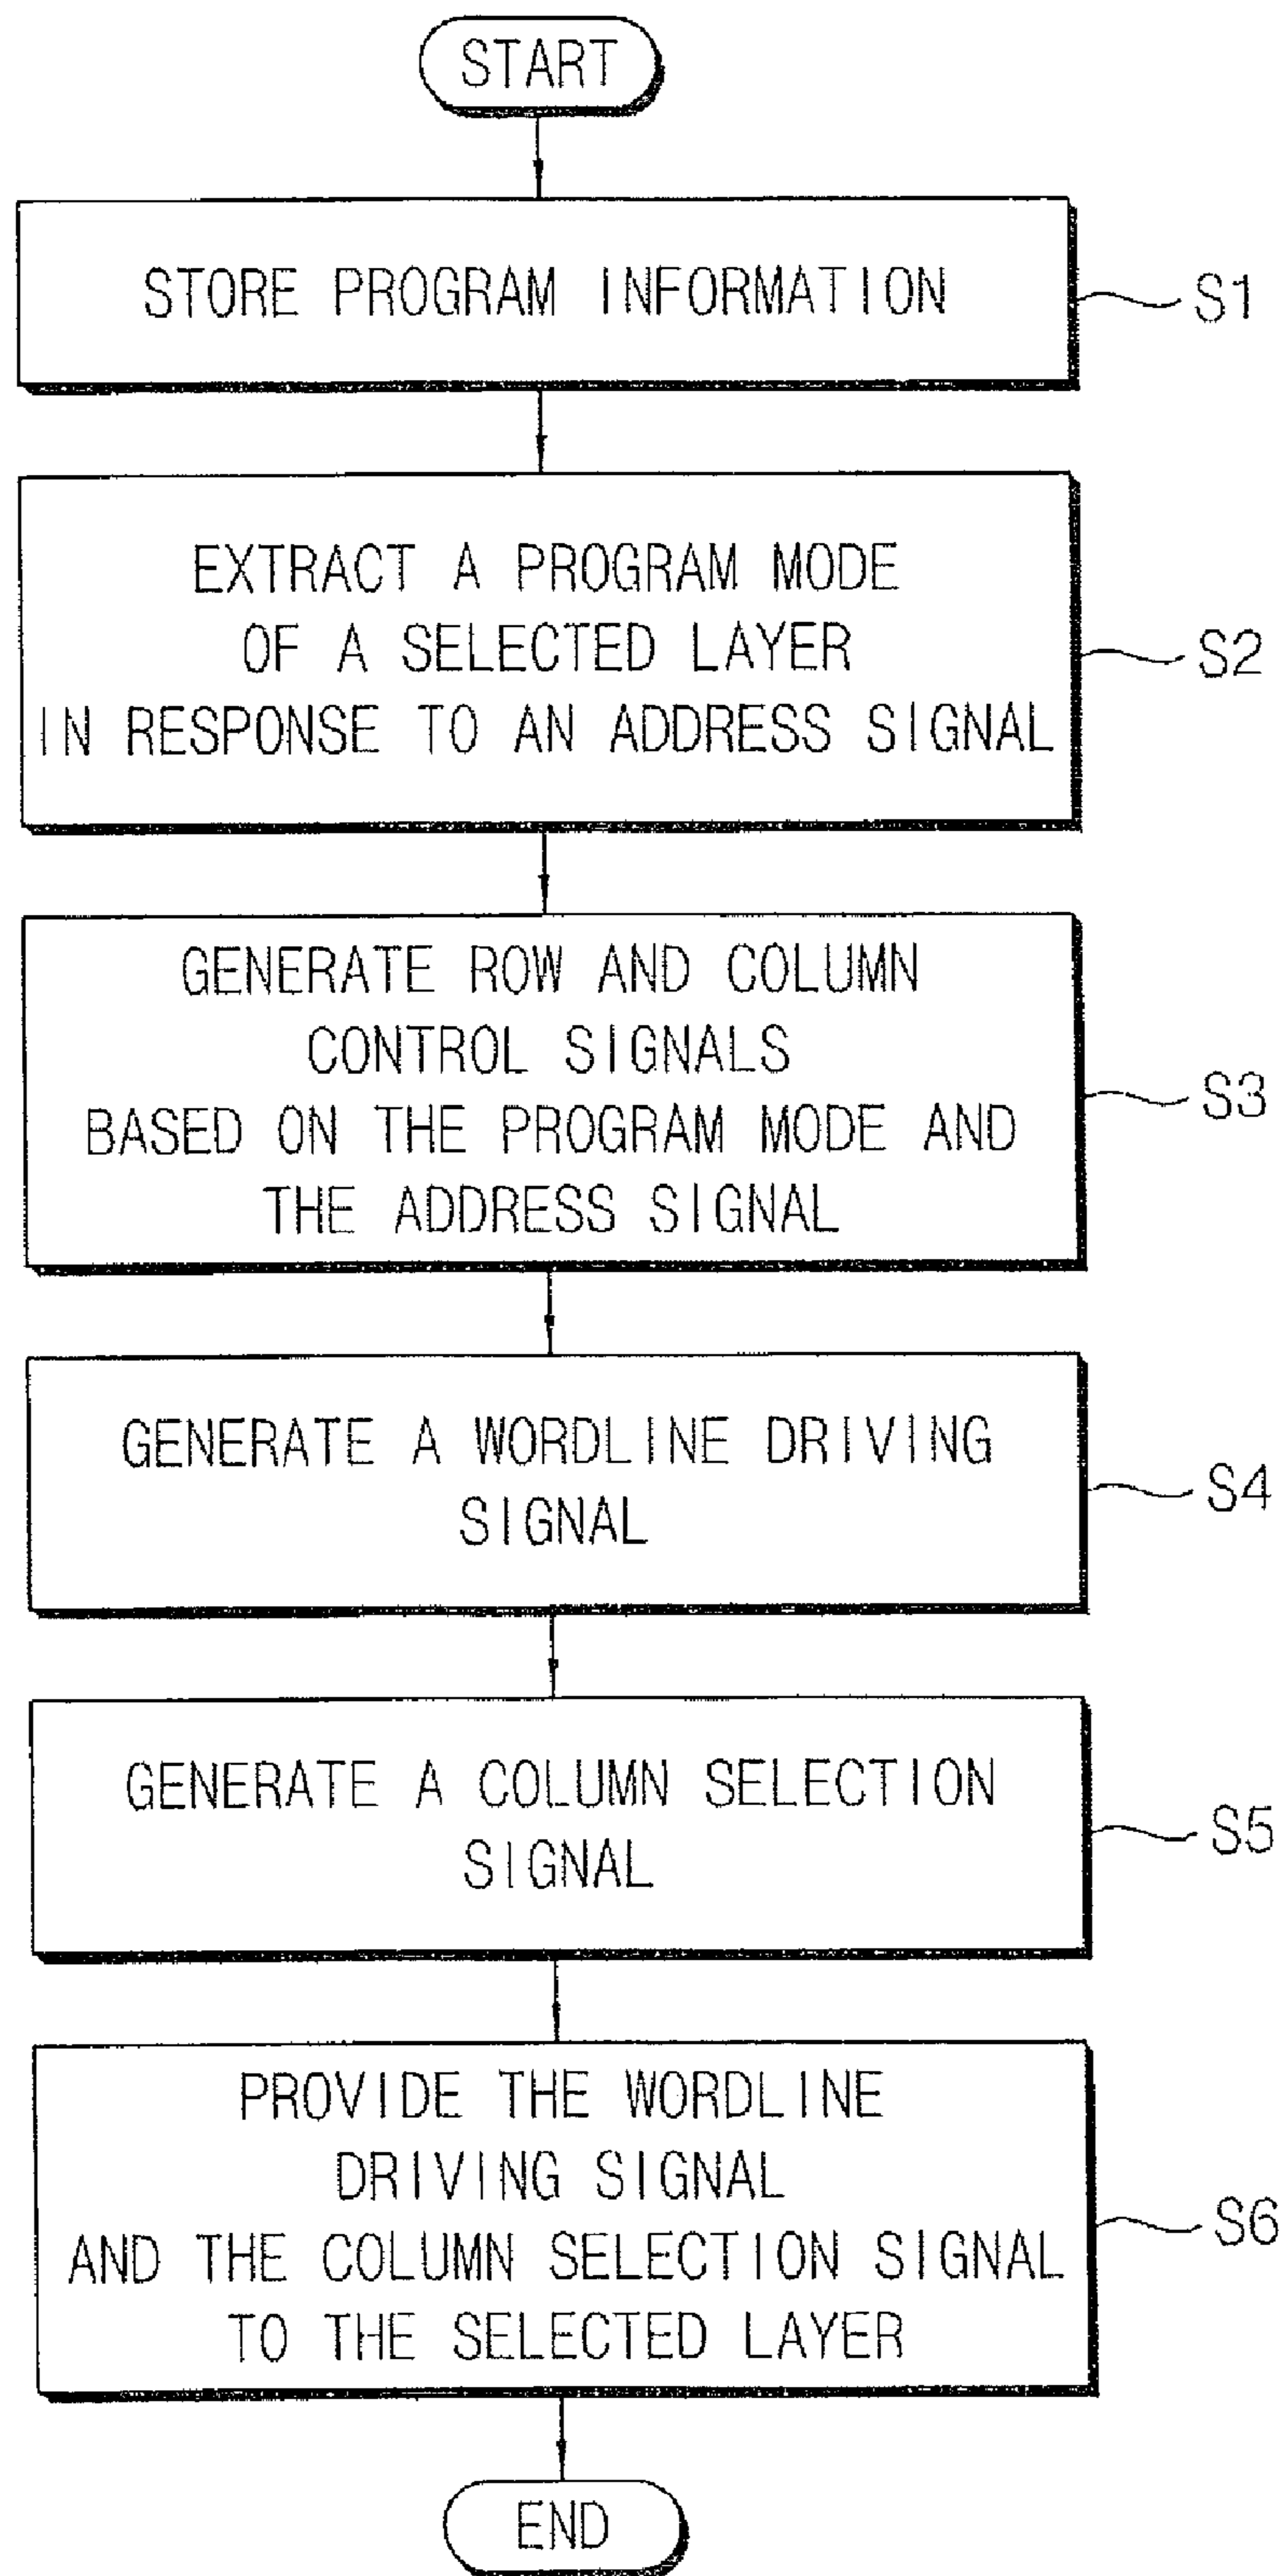 START
STORE PROGRAM INFORMATION
S1
EXTRACT A PROGRAM MODE
OF A SELECTED LAYER
IN RESPONSE TO AN ADDRESS SIGNAL
S2
GENERATE ROW AND COLUMN
CONTROL SIGNALS
BASED ON THE PROGRAM MODE AND
THE ADDRESS SIGNAL
S3
GENERATE A WORDLINE DRIVING
SIGNAL
S4
GENERATE A COLUMN SELECTION
SIGNAL
S5
PROVIDE THE WORDLINE
DRIVING SIGNAL
AND THE COLUMN SELECTION SIGNAL
TO THE SELECTED LAYER
S6
END